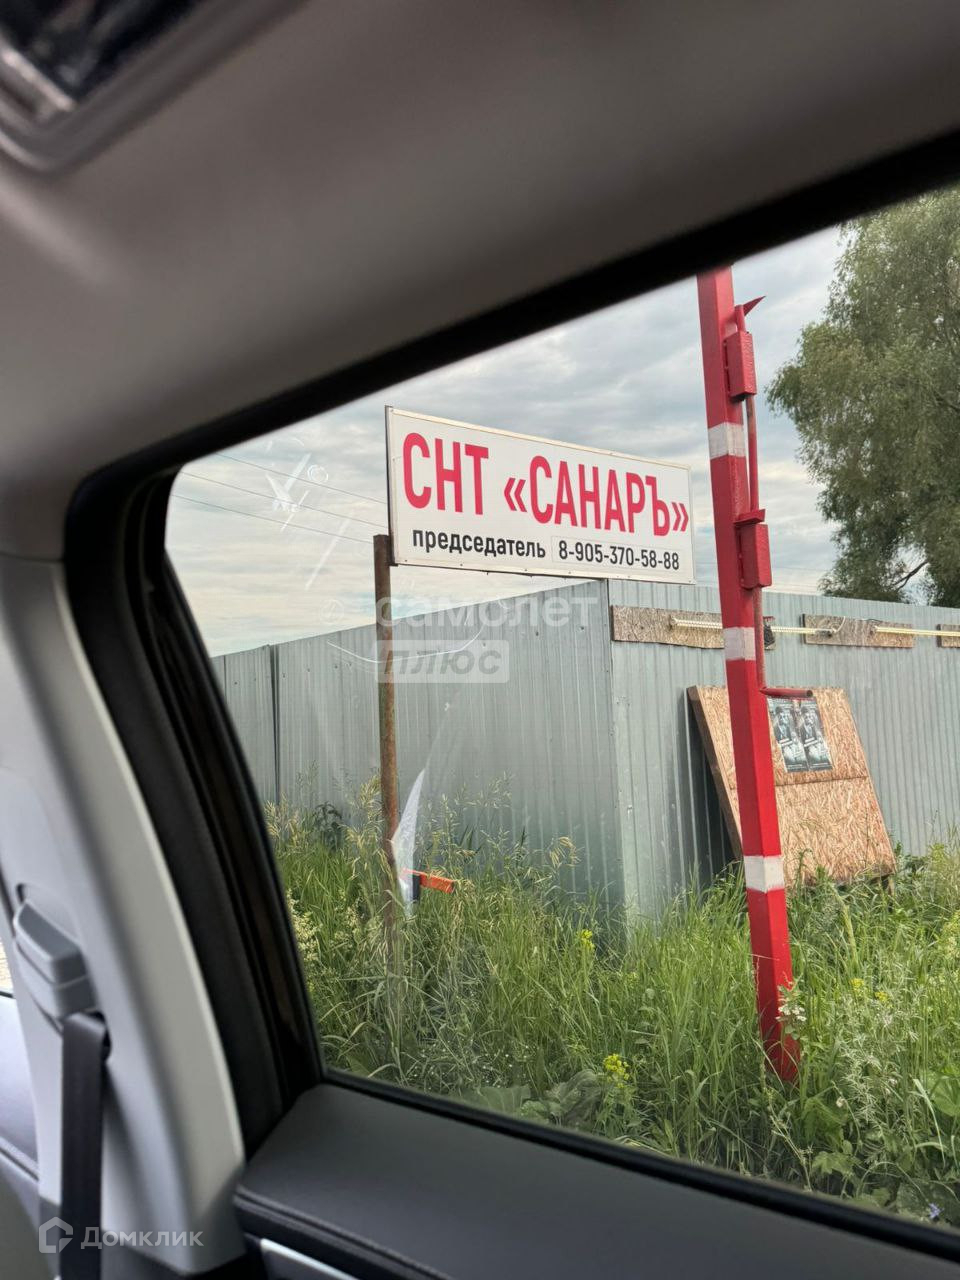 СНТ «САНАРЪ»
председатель 8-905-370-58-88
самолет
плюс
Домклик